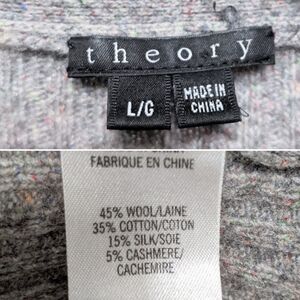 theory
L/G
MADE IN
CHINA
FABRIQUE EN CHINE
45% WOOL/LAINE
35% COTTON/COTON
15% SILK/SOIE
5% CASHMERE/
CACHEMIRE